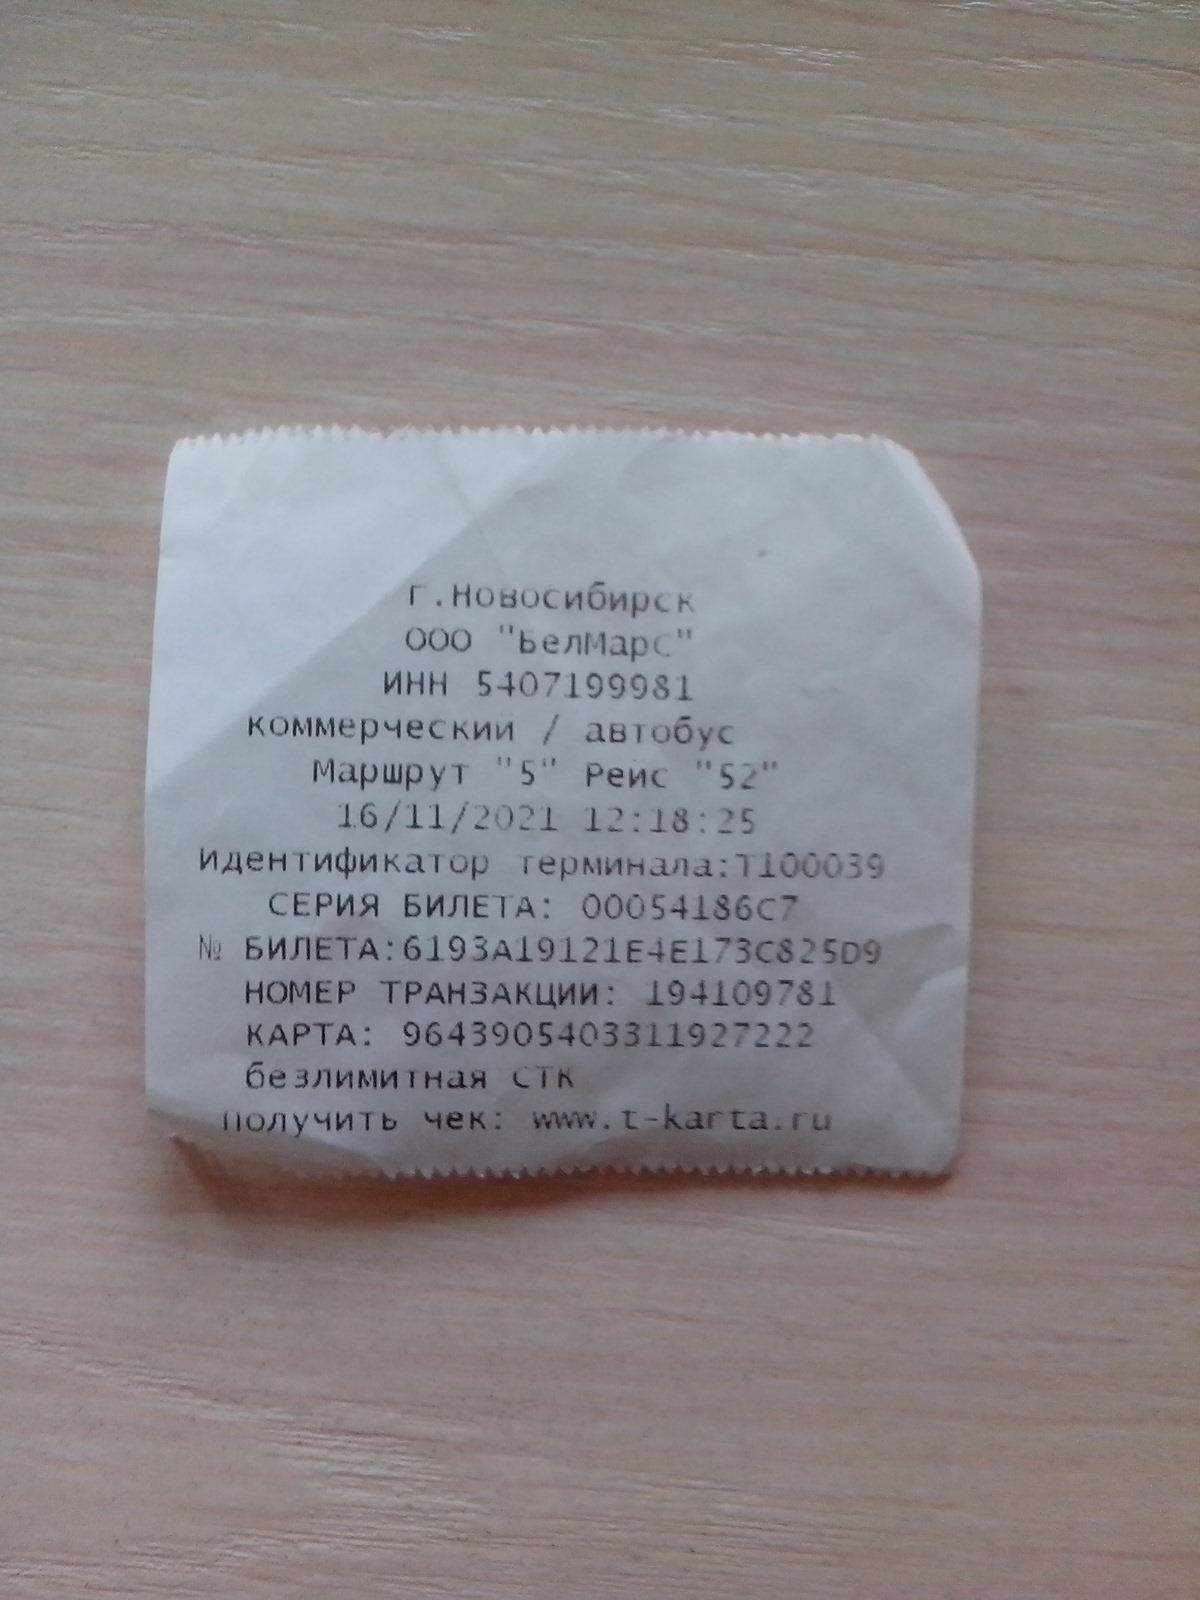 г.Новосибирск
ООО "БелМарс"
ИНН 5407199981
коммерческий / автобус
Маршрут "5" Рейс "52"
16/11/2021 12:18:25
Идентификатор терминала:T100039
СЕРИЯ БИЛЕТА: 00054186C7
№ БИЛЕТА:6193A19121E4E173C825D9
НОМЕР ТРАНЗАКЦИИ: 194109781
КАРТА: 9643905403311927222
безлимитная СТК
Получить чек: www.t-karta.ru